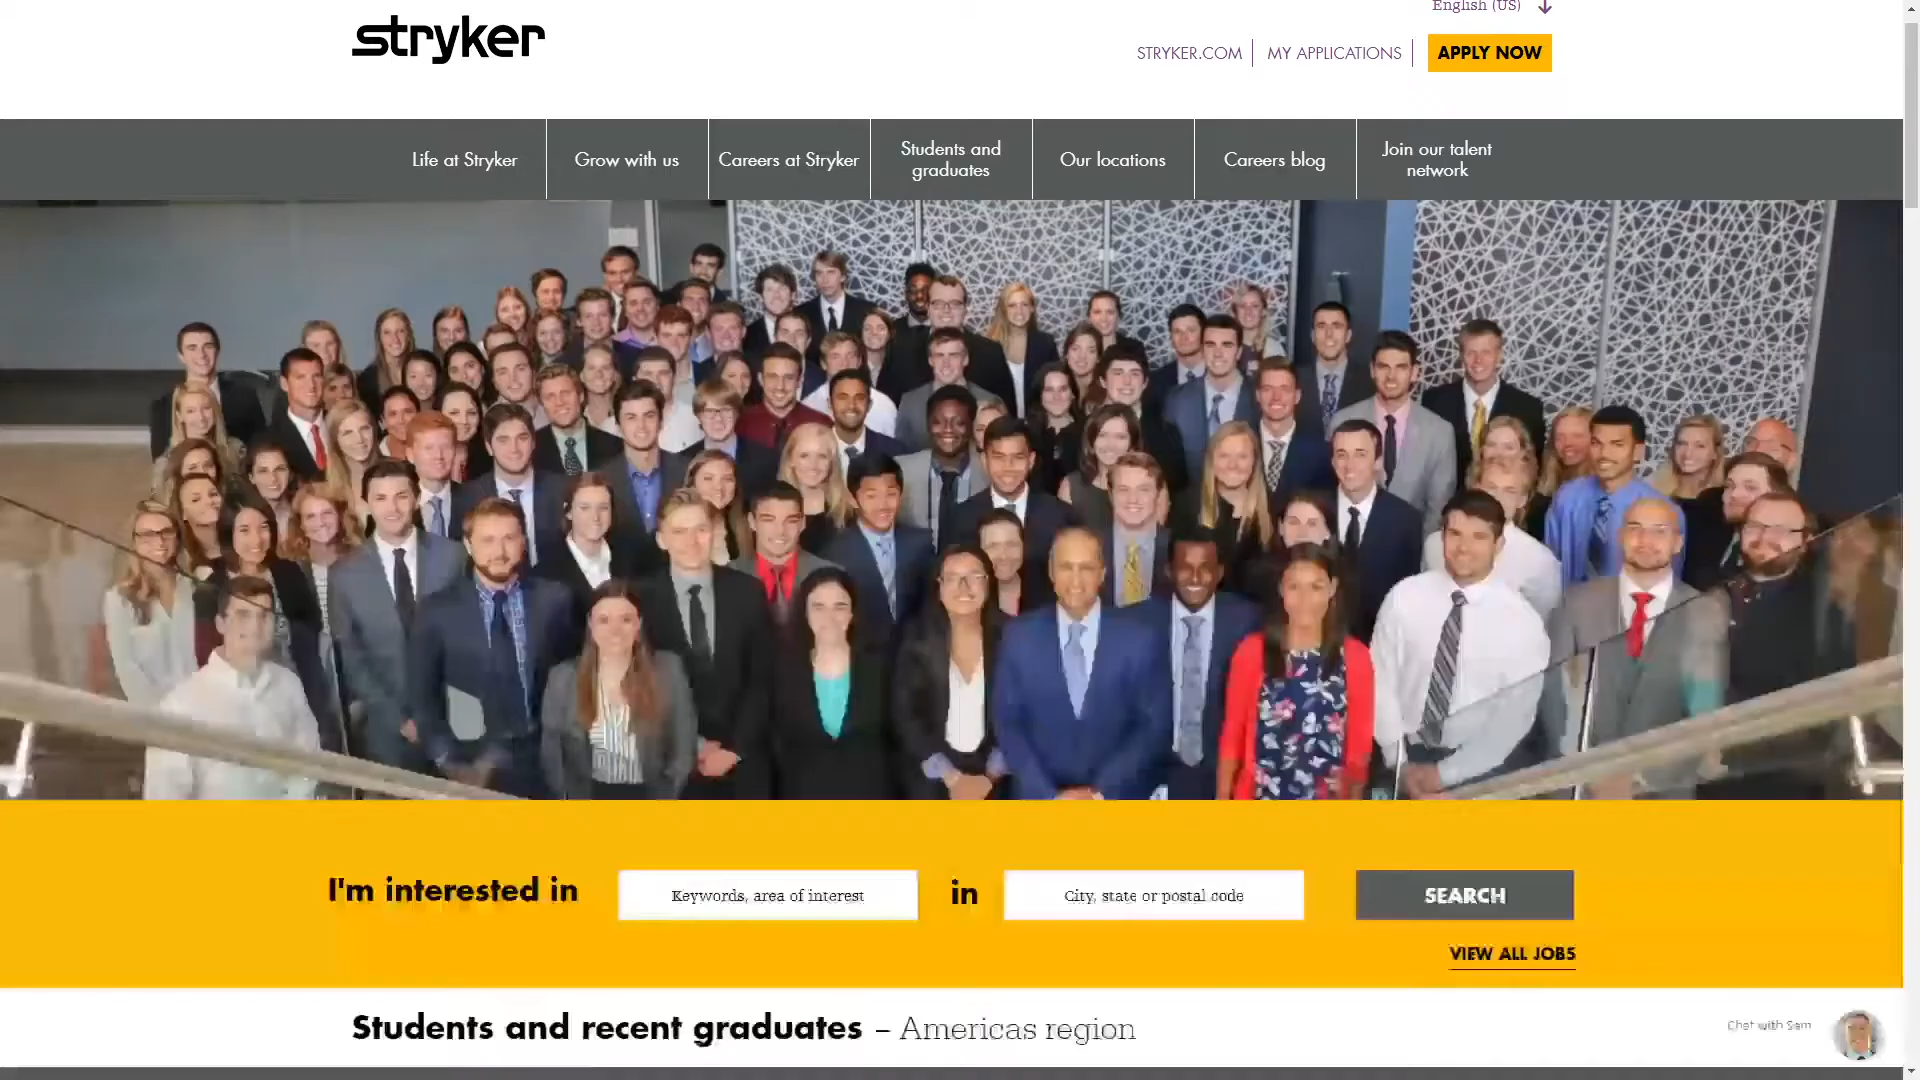 English (US)
stryker
STRYKER.COM
MY APPLICATIONS
APPLY NOW
Life at Stryker
Grow with us
Careers at Stryker
Students and
graduates
Our locations
Careers blog
Join our talent
network
I'm interested in
Keywords, area of interest
in
City, state or postal code
SEARCH
VIEW ALL JOBS
Students and recent graduates – Americas region
Chat with Sam